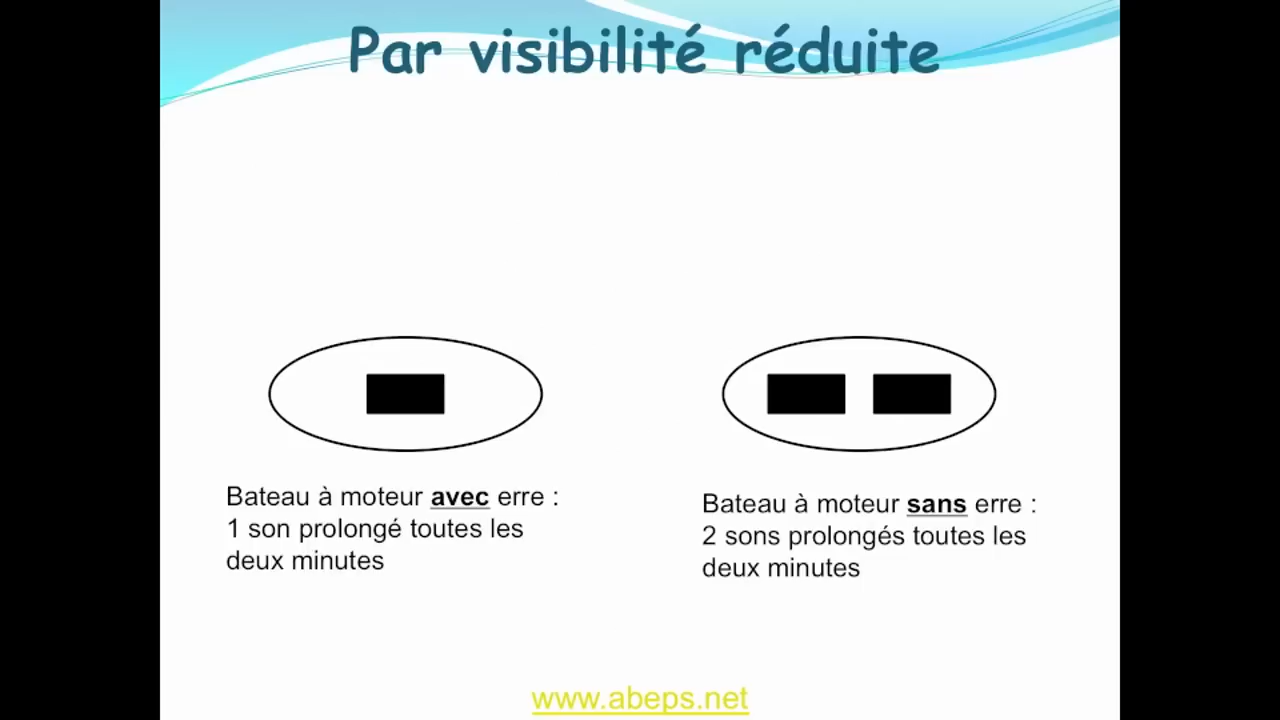 Par visibilité réduite
Bateau à moteur avec erre :
1 son prolongé toutes les
deux minutes
Bateau à moteur sans erre :
2 sons prolongés toutes les
deux minutes
www.abeps.net